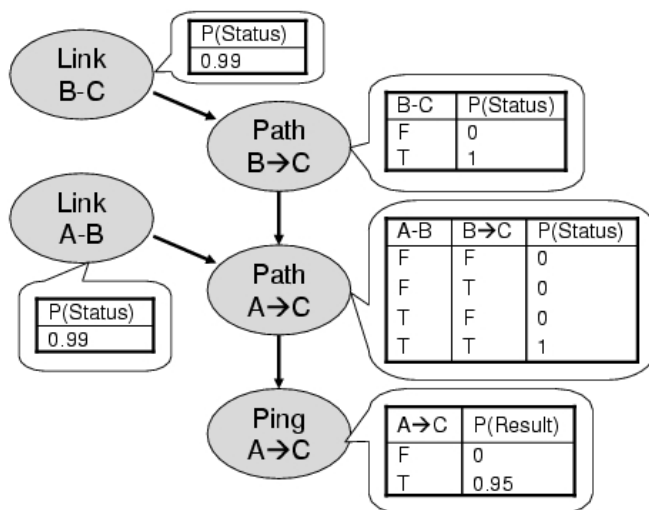 Link
B-C
P(Status)
0.99
Path
B→C
B-C P(Status)
F 0
T 1
Link
A-B
P(Status)
0.99
Path
A→C
A-B B→C P(Status)
F F 0
F T 0
T F 0
T T 1
Ping
A→C
A→C P(Result)
F 0
T 0.95